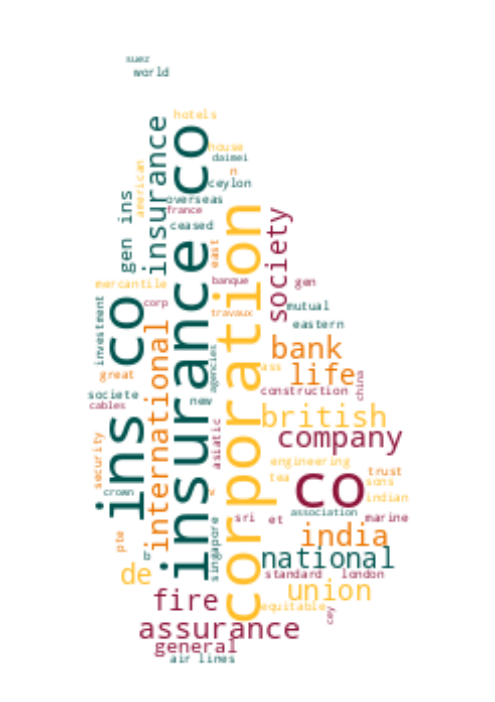 suez
world
hotels
insurance
insurance co
house
daimei
american
n
ceylon
gen ins
overseas
france
corporation
society
ceased
east
mercantile
banque
gen
investment
ins co
corp
mutual
travaux
eastern
international
bank
great
agencies
ass
life
china
societe
construction
cables
new
british
asiatic
company
security
engineering
trust
tea
co
sons
crown
s
indian
association
sri
et
marine
pte
singapore
india
b
national
de
standard
london
union
fire
equitable
cey
assurance
general
air lines